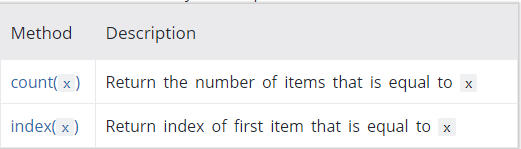 Method Description
count( x ) Return the number of items that is equal to x
index( x ) Return index of first item that is equal to x